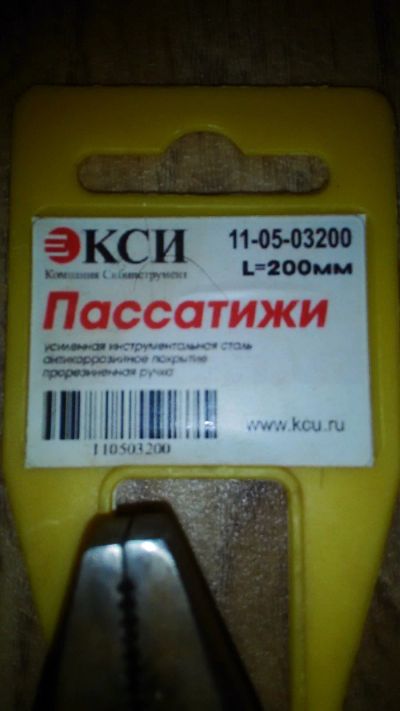 КСИ
11-05-03200
Компания Сибинструмент
L=200мм
Пассатижи
усиленная инструментальная сталь
антикоррозийное покрытие
прорезиненная ручка
110503200
www.kcu.ru